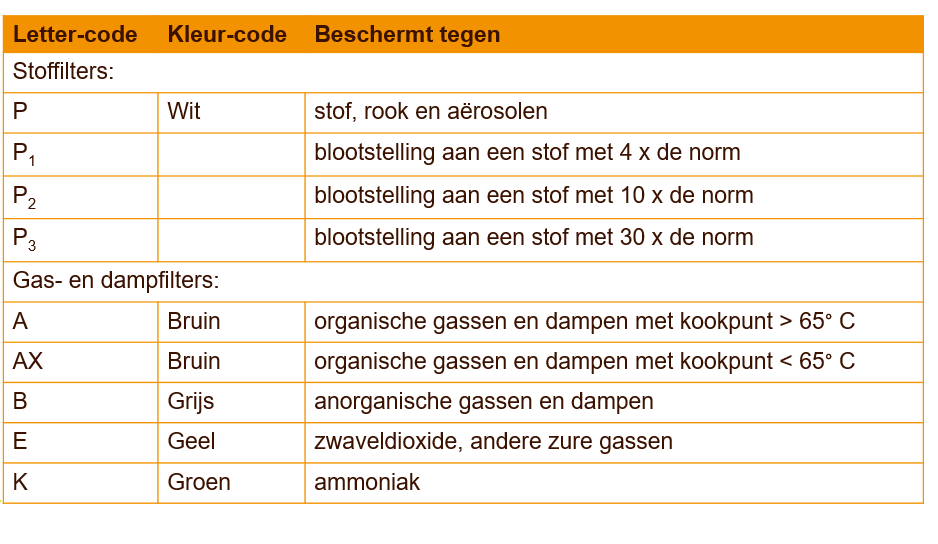 Letter-code Kleur-code Beschermt tegen
Stoffilters:
P Wit stof, rook en aërosolen
P1 blootstelling aan een stof met 4 x de norm
P2 blootstelling aan een stof met 10 x de norm
P3 blootstelling aan een stof met 30 x de norm
Gas- en dampfilters:
A Bruin organische gassen en dampen met kookpunt > 65° C
AX Bruin organische gassen en dampen met kookpunt < 65° C
B Grijs anorganische gassen en dampen
E Geel zwaveldioxide, andere zure gassen
K Groen ammoniak